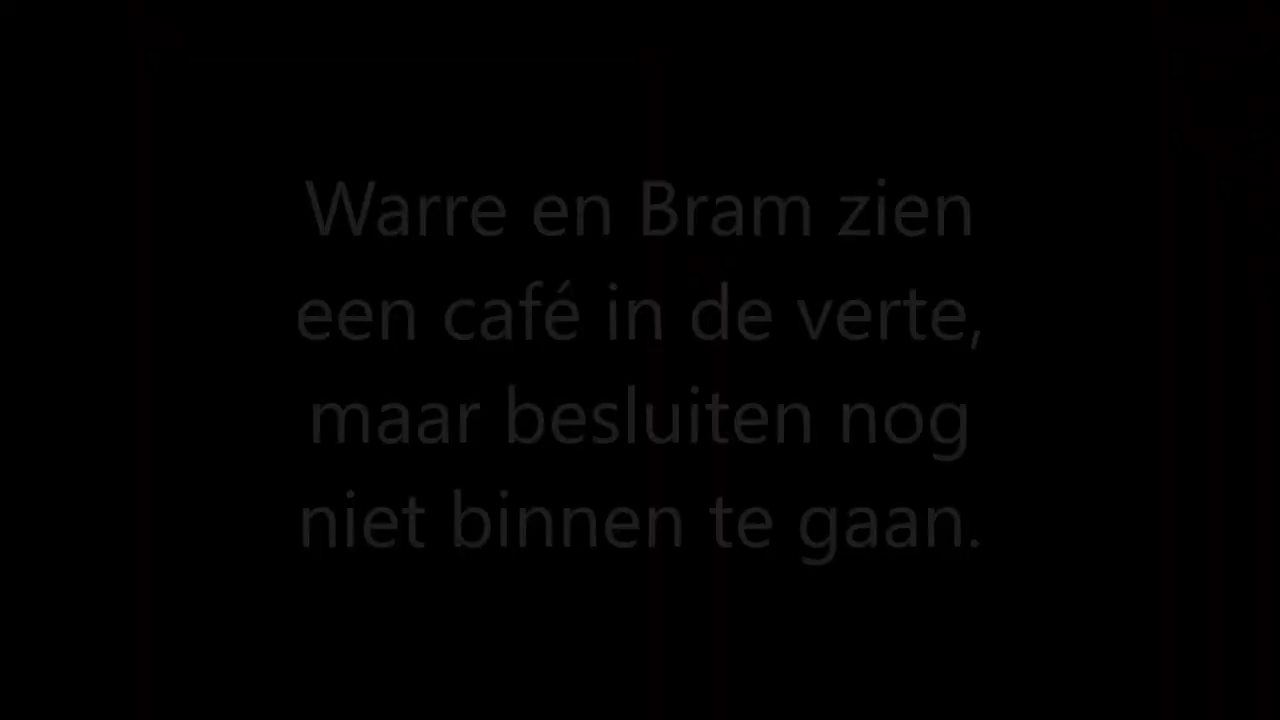 Warre en Bram zien
een café in de verte,
maar besluiten nog
niet binnen te gaan.